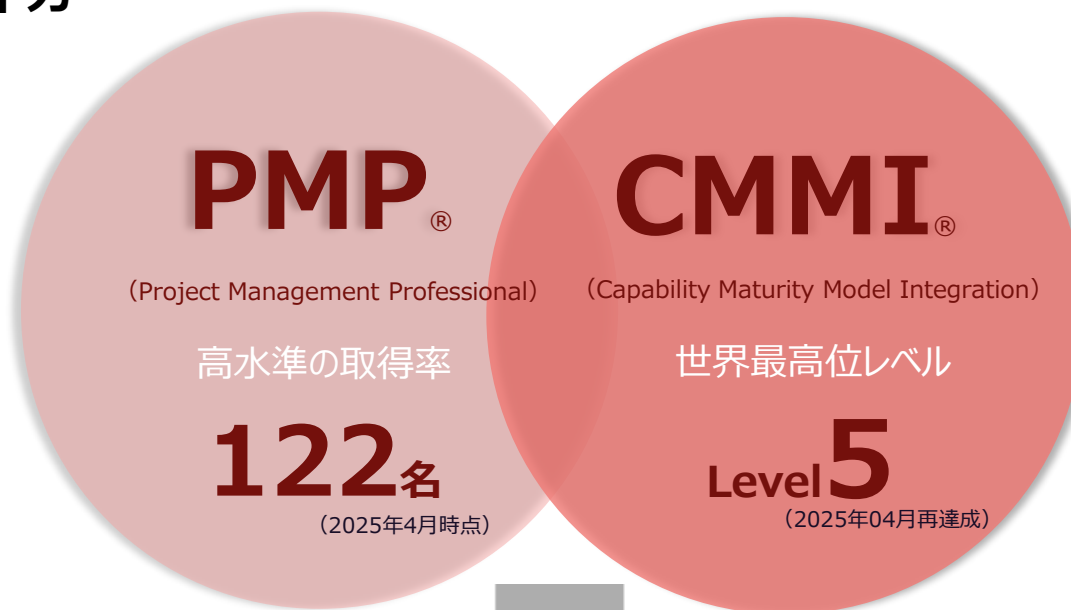 PMP®
（Project Management Professional）
高水準の取得率
122名
（2025年4月時点）
CMMI®
（Capability Maturity Model Integration）
世界最高位レベル
Level5
（2025年04月再達成）